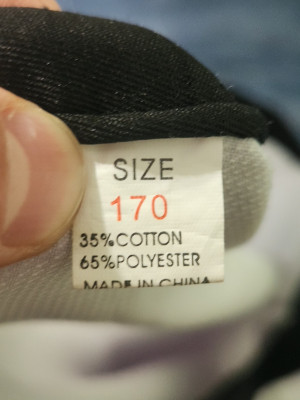 SIZE
170
35%COTTON
65%POLYESTER
MADE IN CHINA